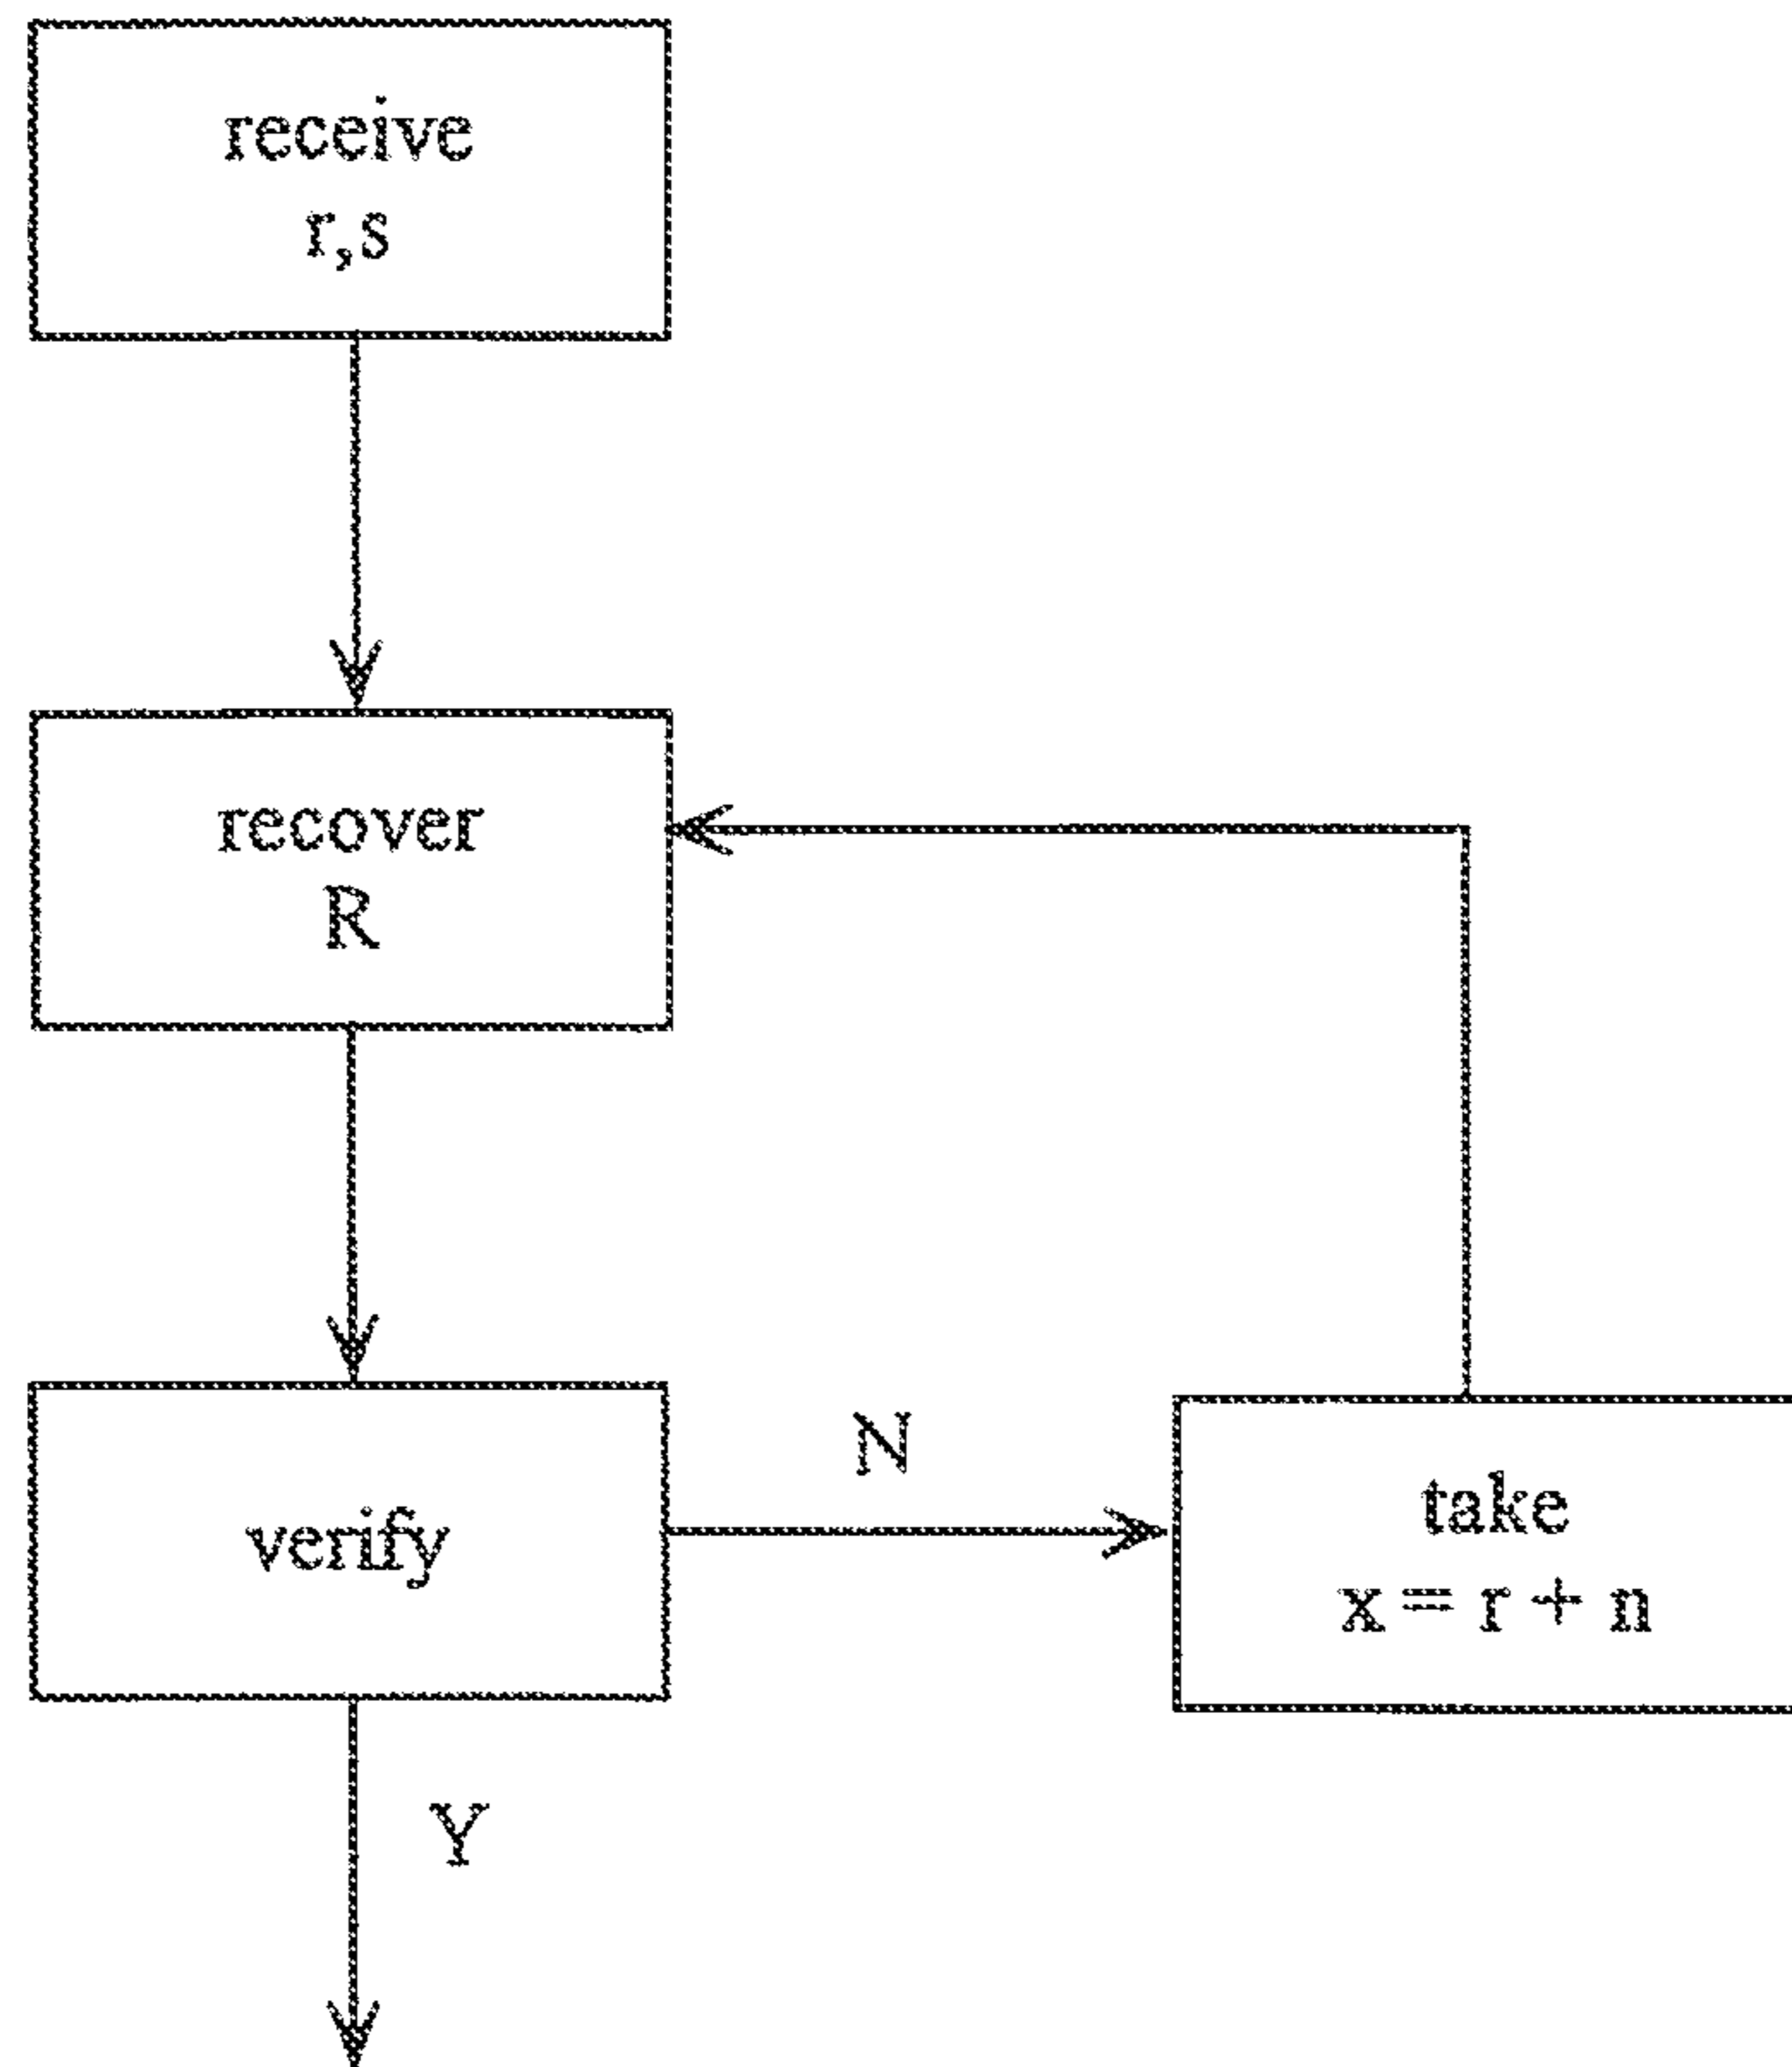 receive
r,s
recover
R
verify
N
take
x = r + n
Y